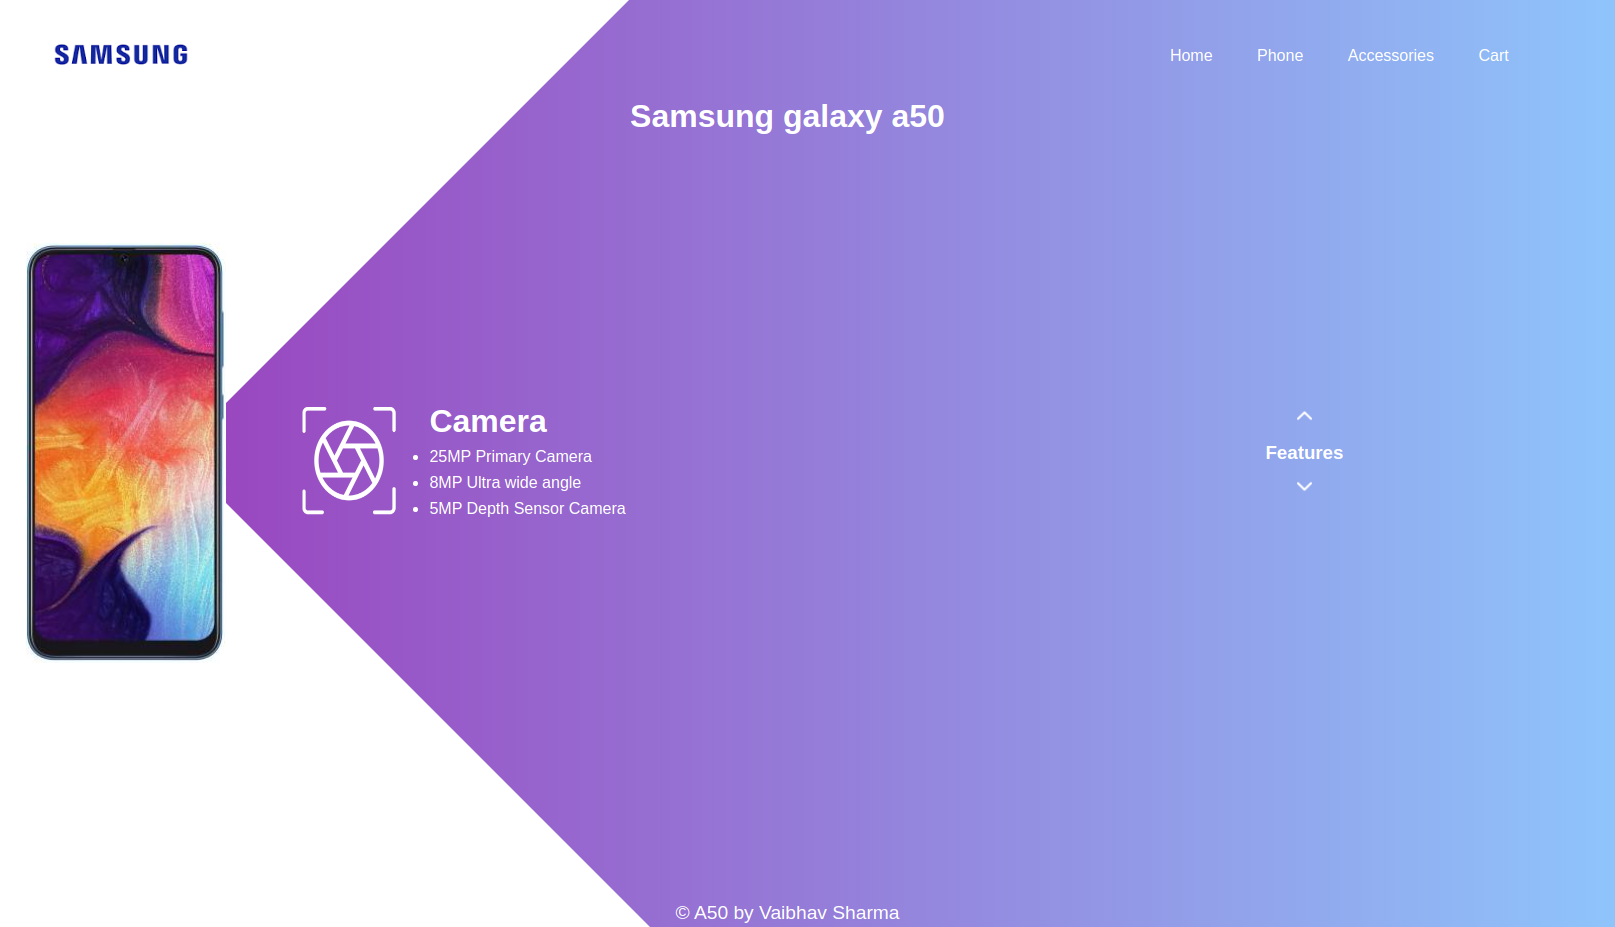 SAMSUNG
Home Phone Accessories Cart
Samsung galaxy a50
Camera
25MP Primary Camera
8MP Ultra wide angle
5MP Depth Sensor Camera
Features
© A50 by Vaibhav Sharma